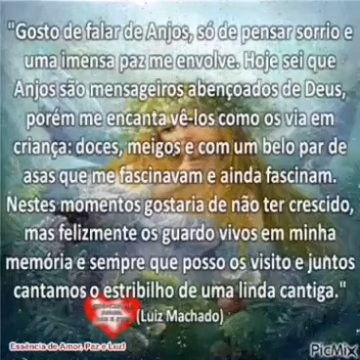 "Gosto de falar de Anjos, só de pensar sorrio e
uma imensa paz me envolve. Hoje sei que
Anjos são mensageiros abençoados de Deus,
porém me encanta vê-los como os via em
criança: doces, meigos e com um belo par de
asas que me fascinavam e ainda fascinam.
Nestes momentos gostaria de não ter crescido,
mas felizmente os guardo vivos em minha
memória e sempre que posso os visito e juntos
cantamos o estribilho de uma linda cantiga."
(Luiz Machado)
Essência de Amor, Paz e Luz!
PicMix